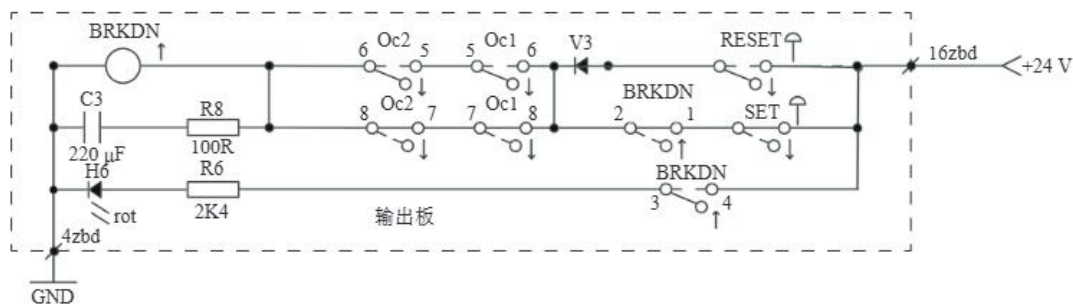 BRKDN
6 Oc2 5 5 Oc1 6 V3 RESET 16zbd +24 V
C3 R8 8 Oc2 7 7 Oc1 8 BRKDN 2 1 SET
220 μF 100R
H6 R6 BRKDN
rot 2K4 3 4
输出板
4zbd
GND